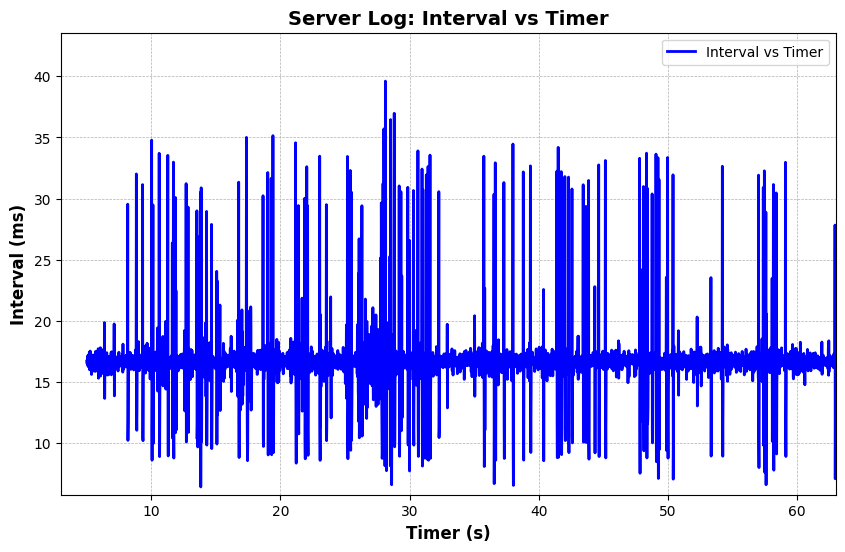 Server Log: Interval vs Timer
Interval vs Timer
40
35
30
25
20
15
10
Interval (ms)
10 20 30 40 50 60
Timer (s)